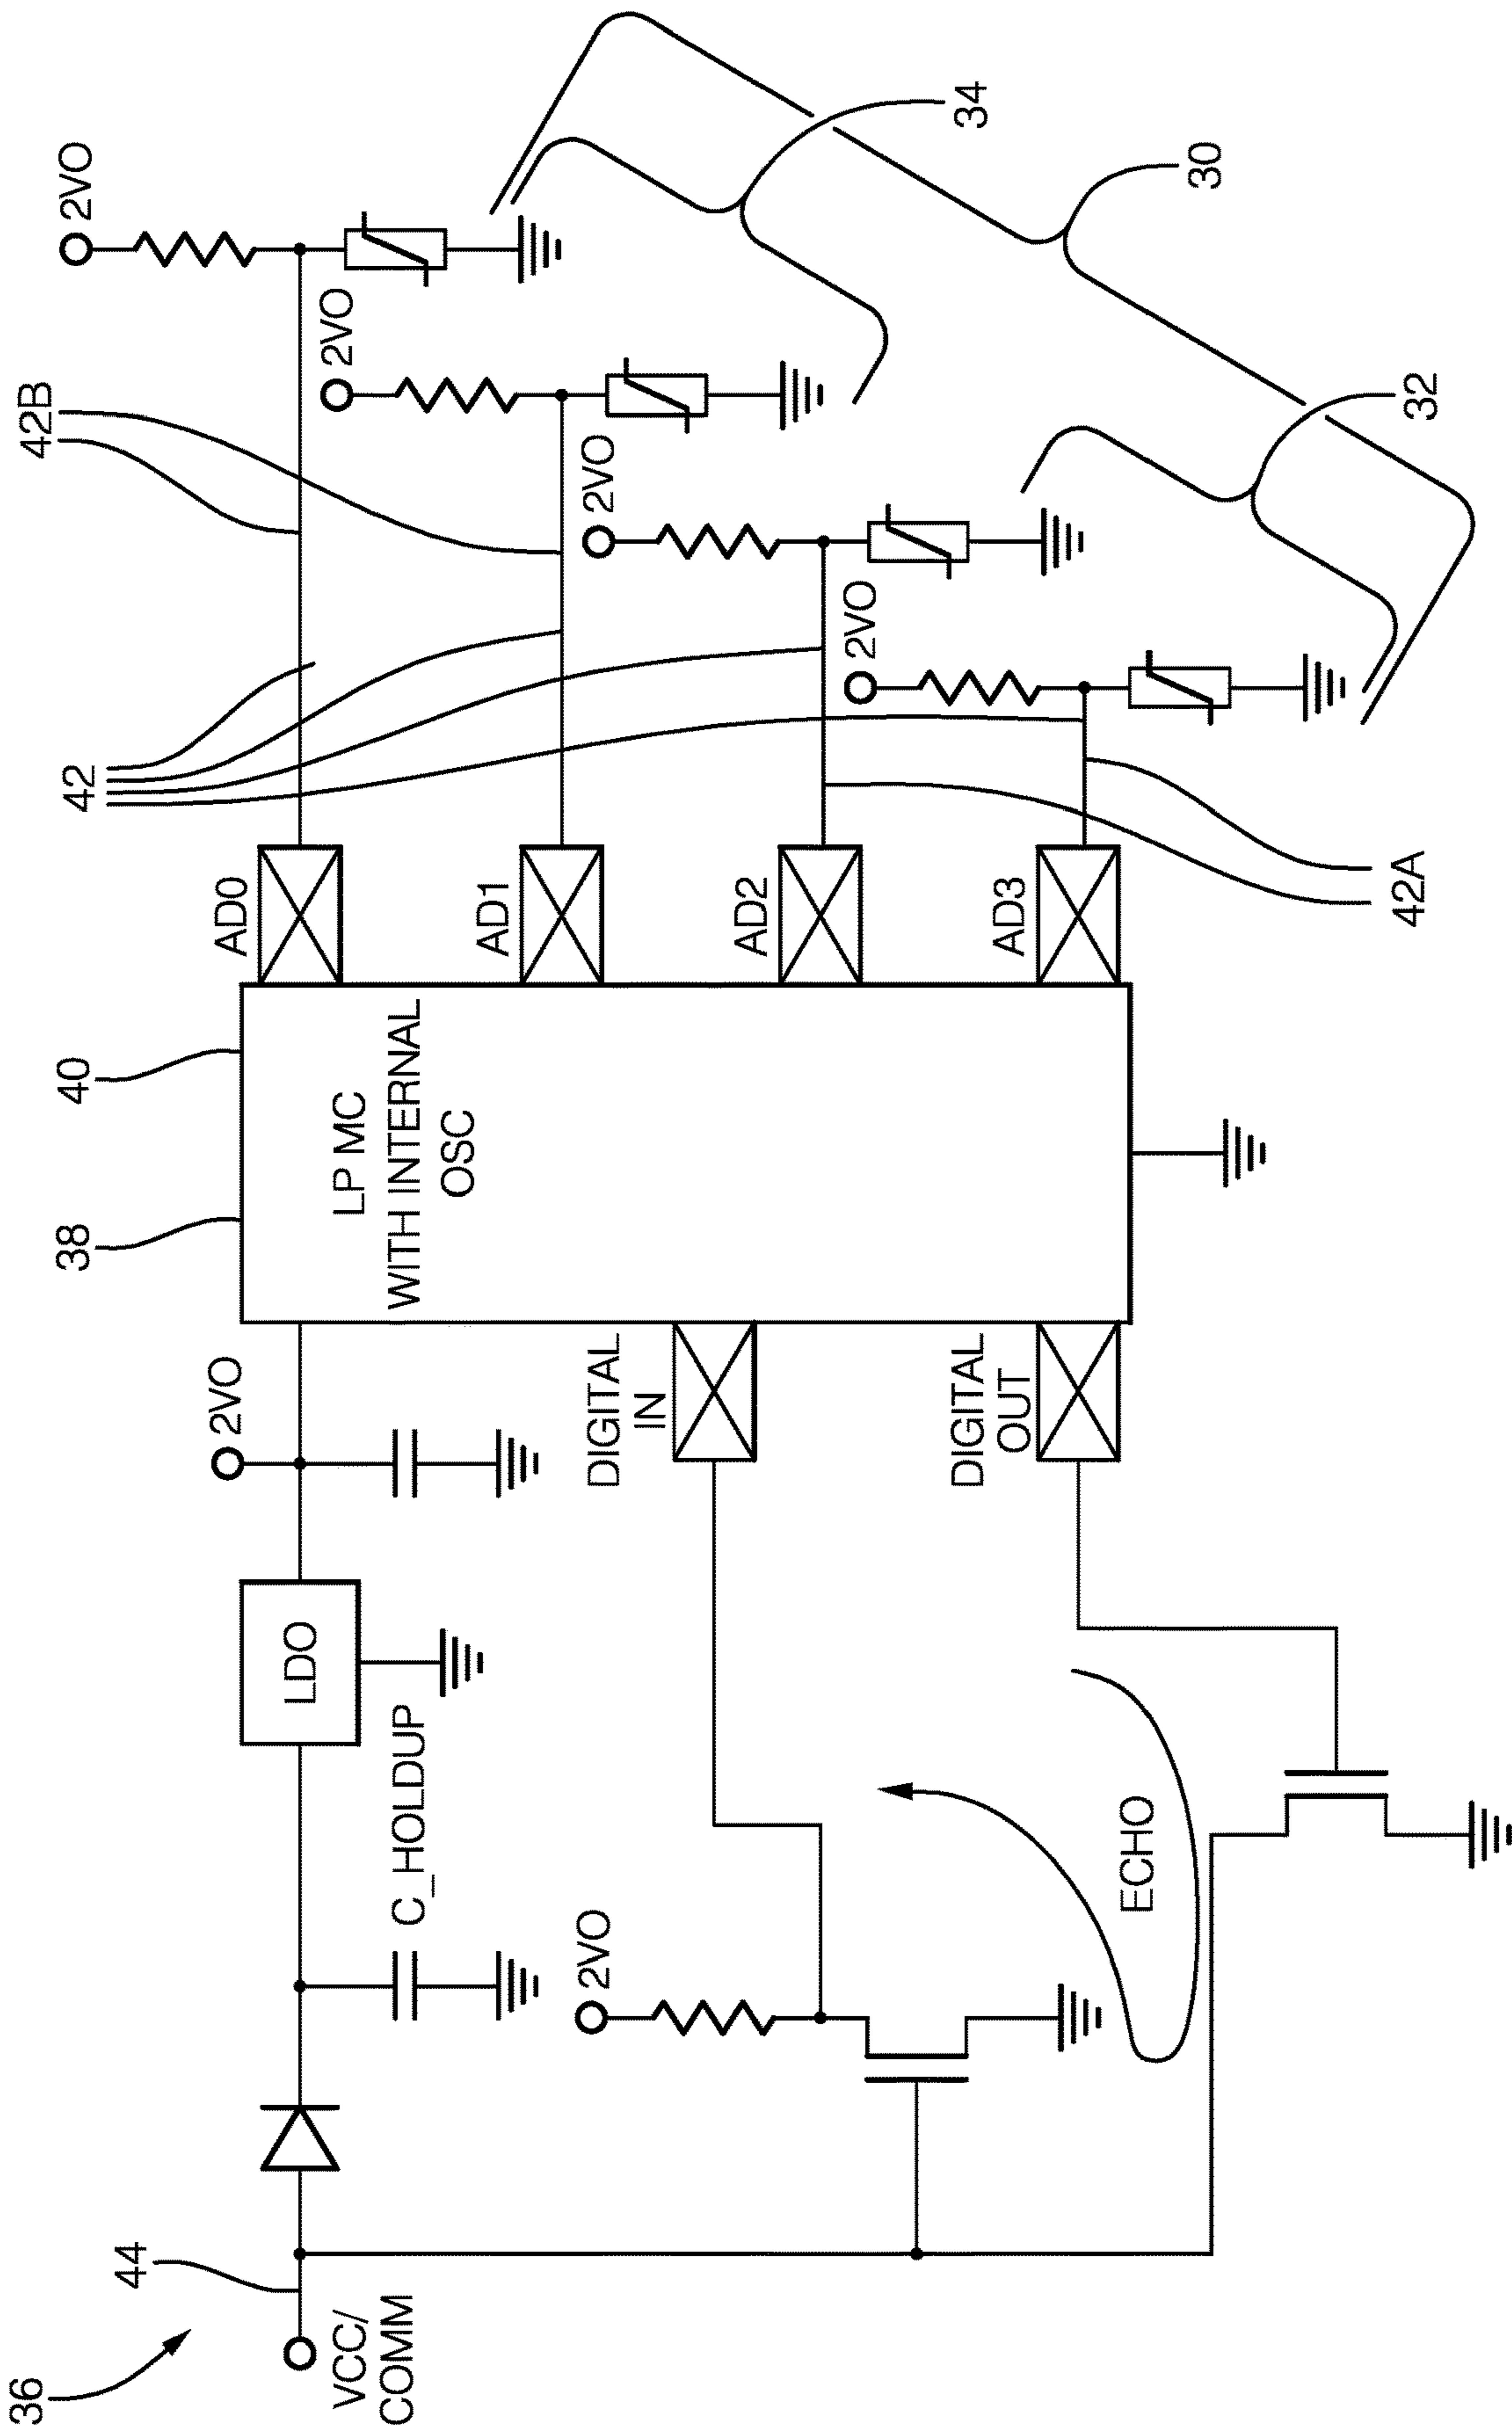 36
44
VCC/
COMM
C_HOLDUP
LDO
2VO
38
40
LP MC
WITH INTERNAL
OSC
DIGITAL
IN
DIGITAL
OUT
2VO
ECHO
AD0
AD1
AD2
AD3
42
42B
42A
2VO
2VO
2VO
2VO
34
30
32